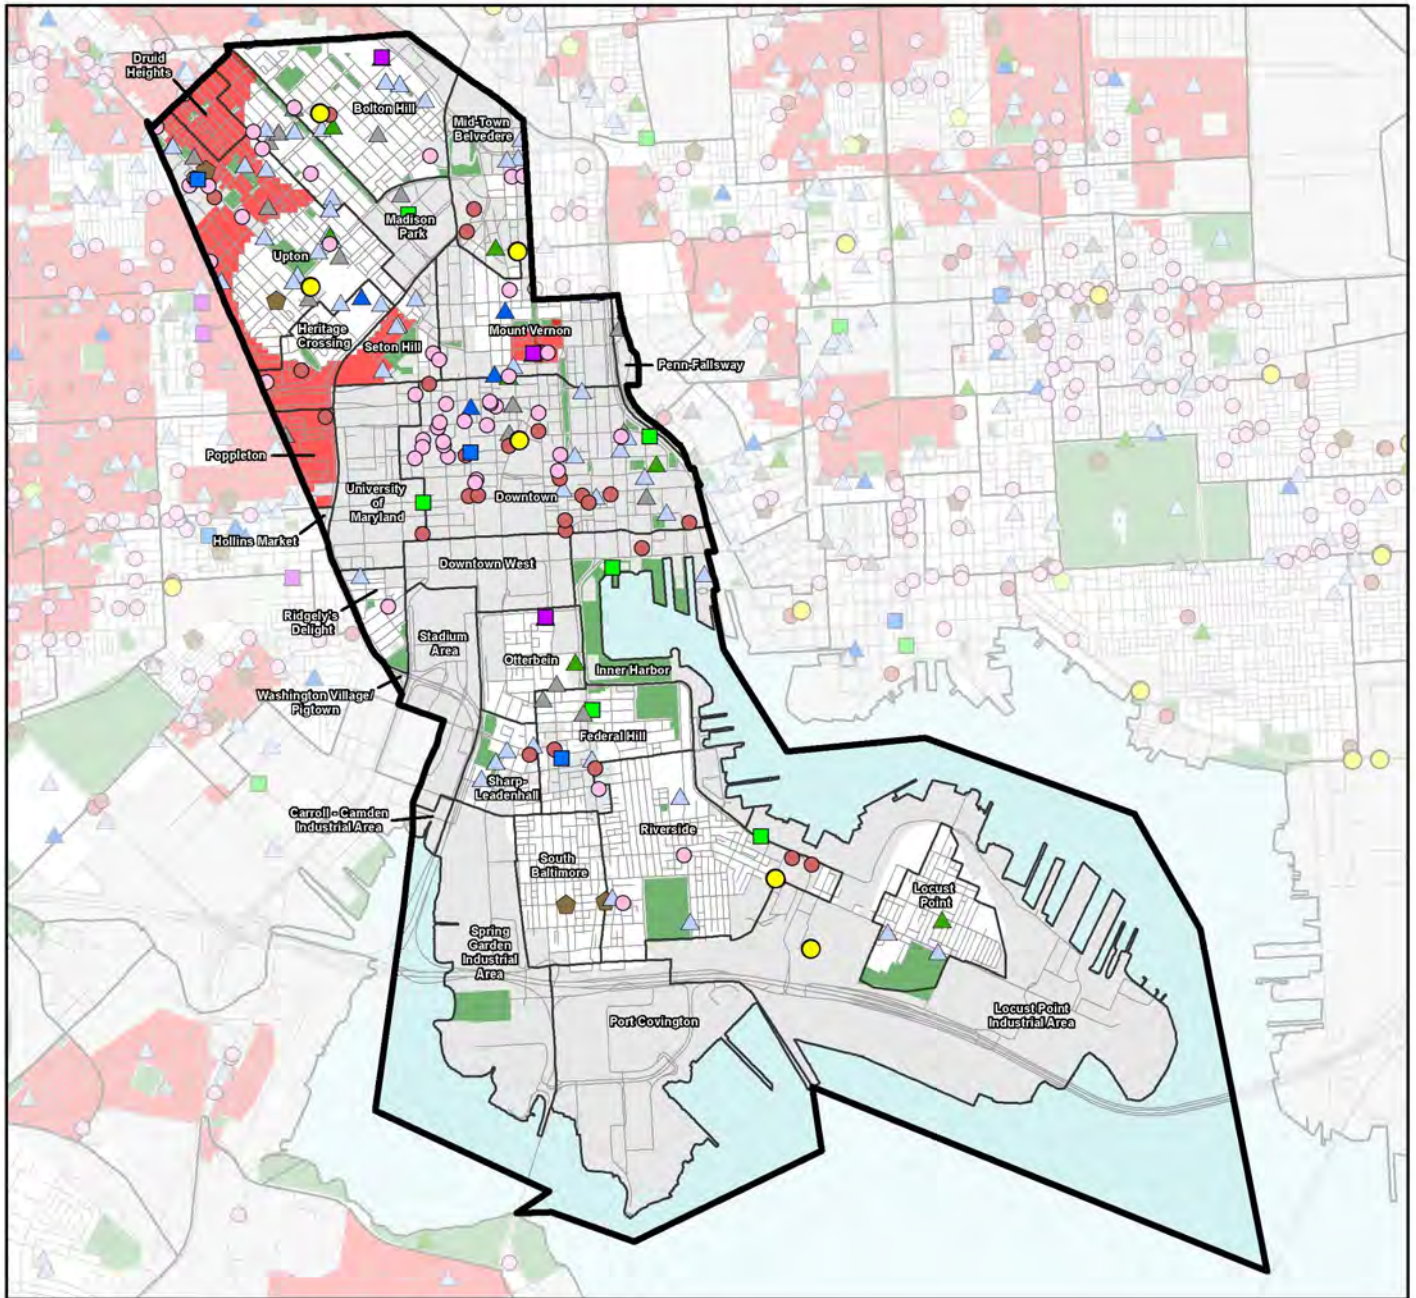 Druid
Heights
Bolton Hill
Mid-Town
Belvedere
Madison
Park
Upton
Heritage
Crossing
Seton Hill
Mount Vernon
Penn-Fallsway
Poppleton
University
of
Maryland
Downtown
Hollins Market
Downtown West
Ridgely's
Delight
Stadium
Area
Otterbein
Inner Harbor
Washington Village/
Pigtown
Federal Hill
Sharp-
Leadenhall
Carroll - Camden
Industrial Area
Riverside
South
Baltimore
Locust
Point
Spring
Garden
Industrial
Area
Port Covington
Locust Point
Industrial Area